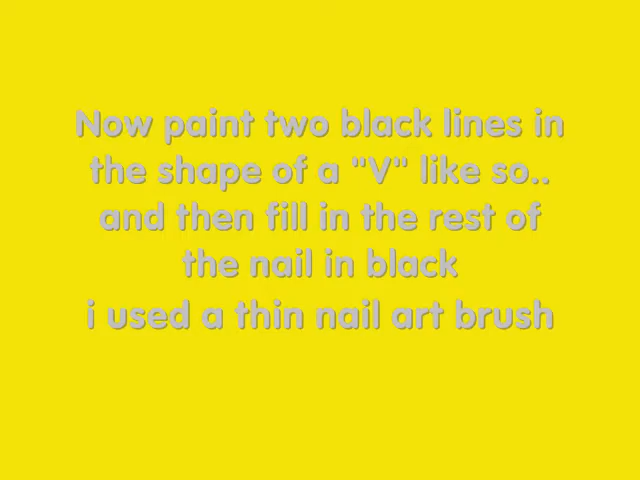 Now paint two black lines in
the shape of a "V" like so..
and then fill in the rest of
the nail in black
i used a thin nail art brush